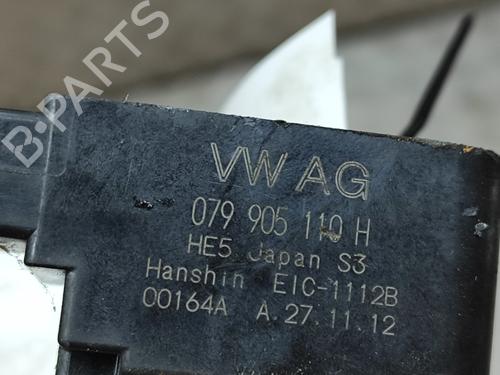 B-PARTS
VW AG
079 905 110 H
HE5 Japan S3
Hanshin EIC-1112B
00164A A.27.11.12